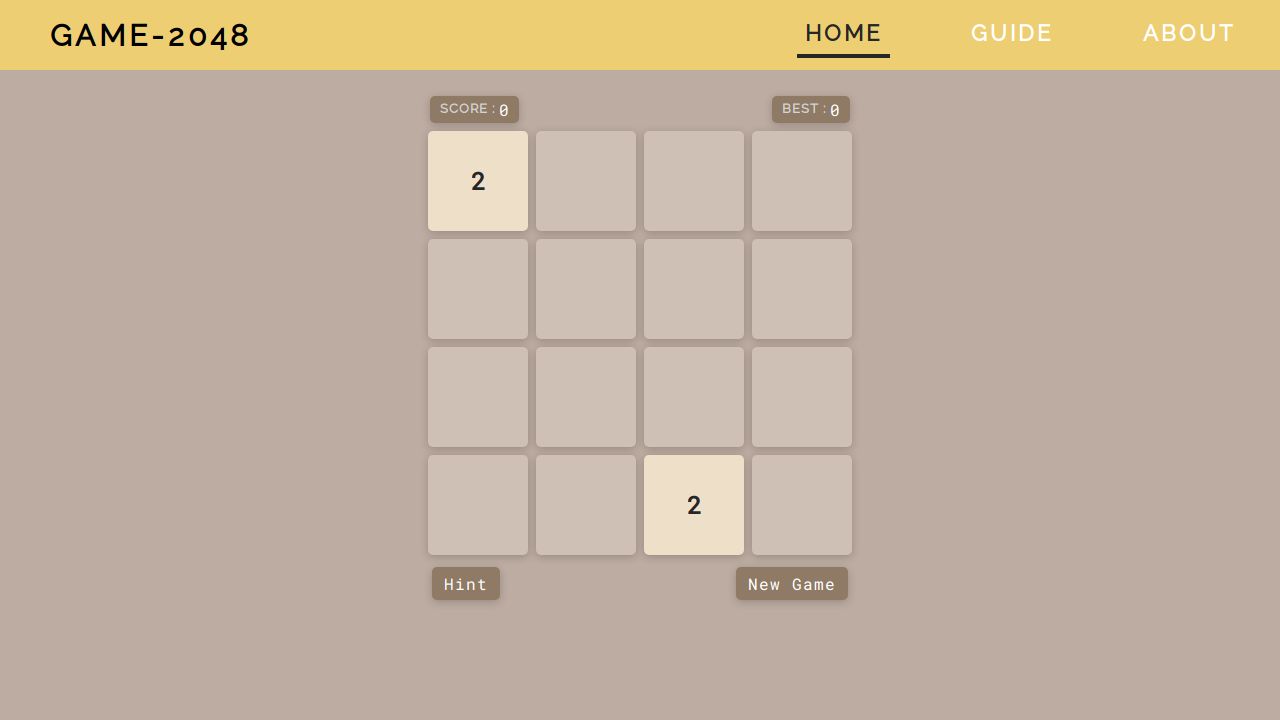 GAME-2048
HOME GUIDE ABOUT
SCORE : 0
BEST : 0
2
2
Hint
New Game